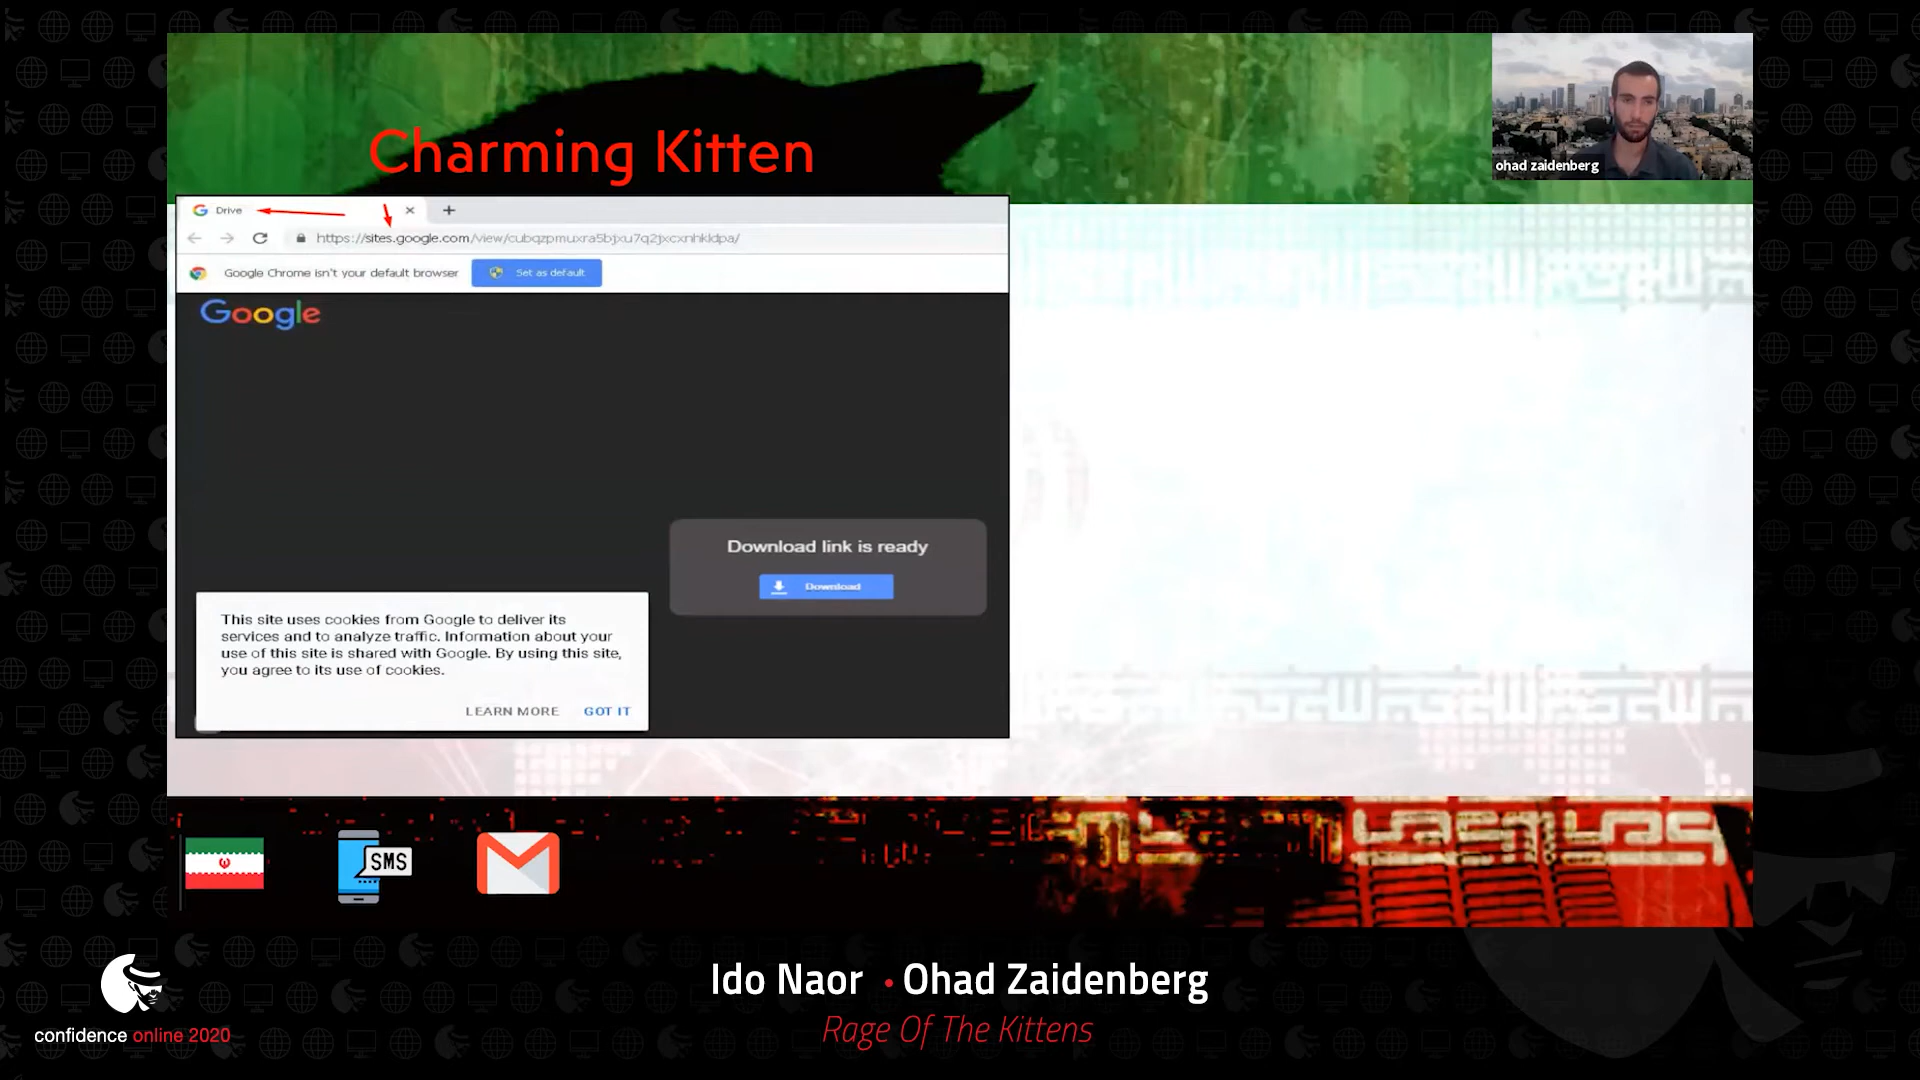 Charming Kitten
ohad zaidenberg
Drive
https://sites.google.com/view/cubqzpmuxra5bjxu7q2jxcxnhkldpa/
Google Chrome isn't your default browser
Set as default
Google
Download link is ready
Download
This site uses cookies from Google to deliver its
services and to analyze traffic. Information about your
use of this site is shared with Google. By using this site,
you agree to its use of cookies.
LEARN MORE
GOT IT
SMS
Ido Naor • Ohad Zaidenberg
Rage Of The Kittens
confidence online 2020